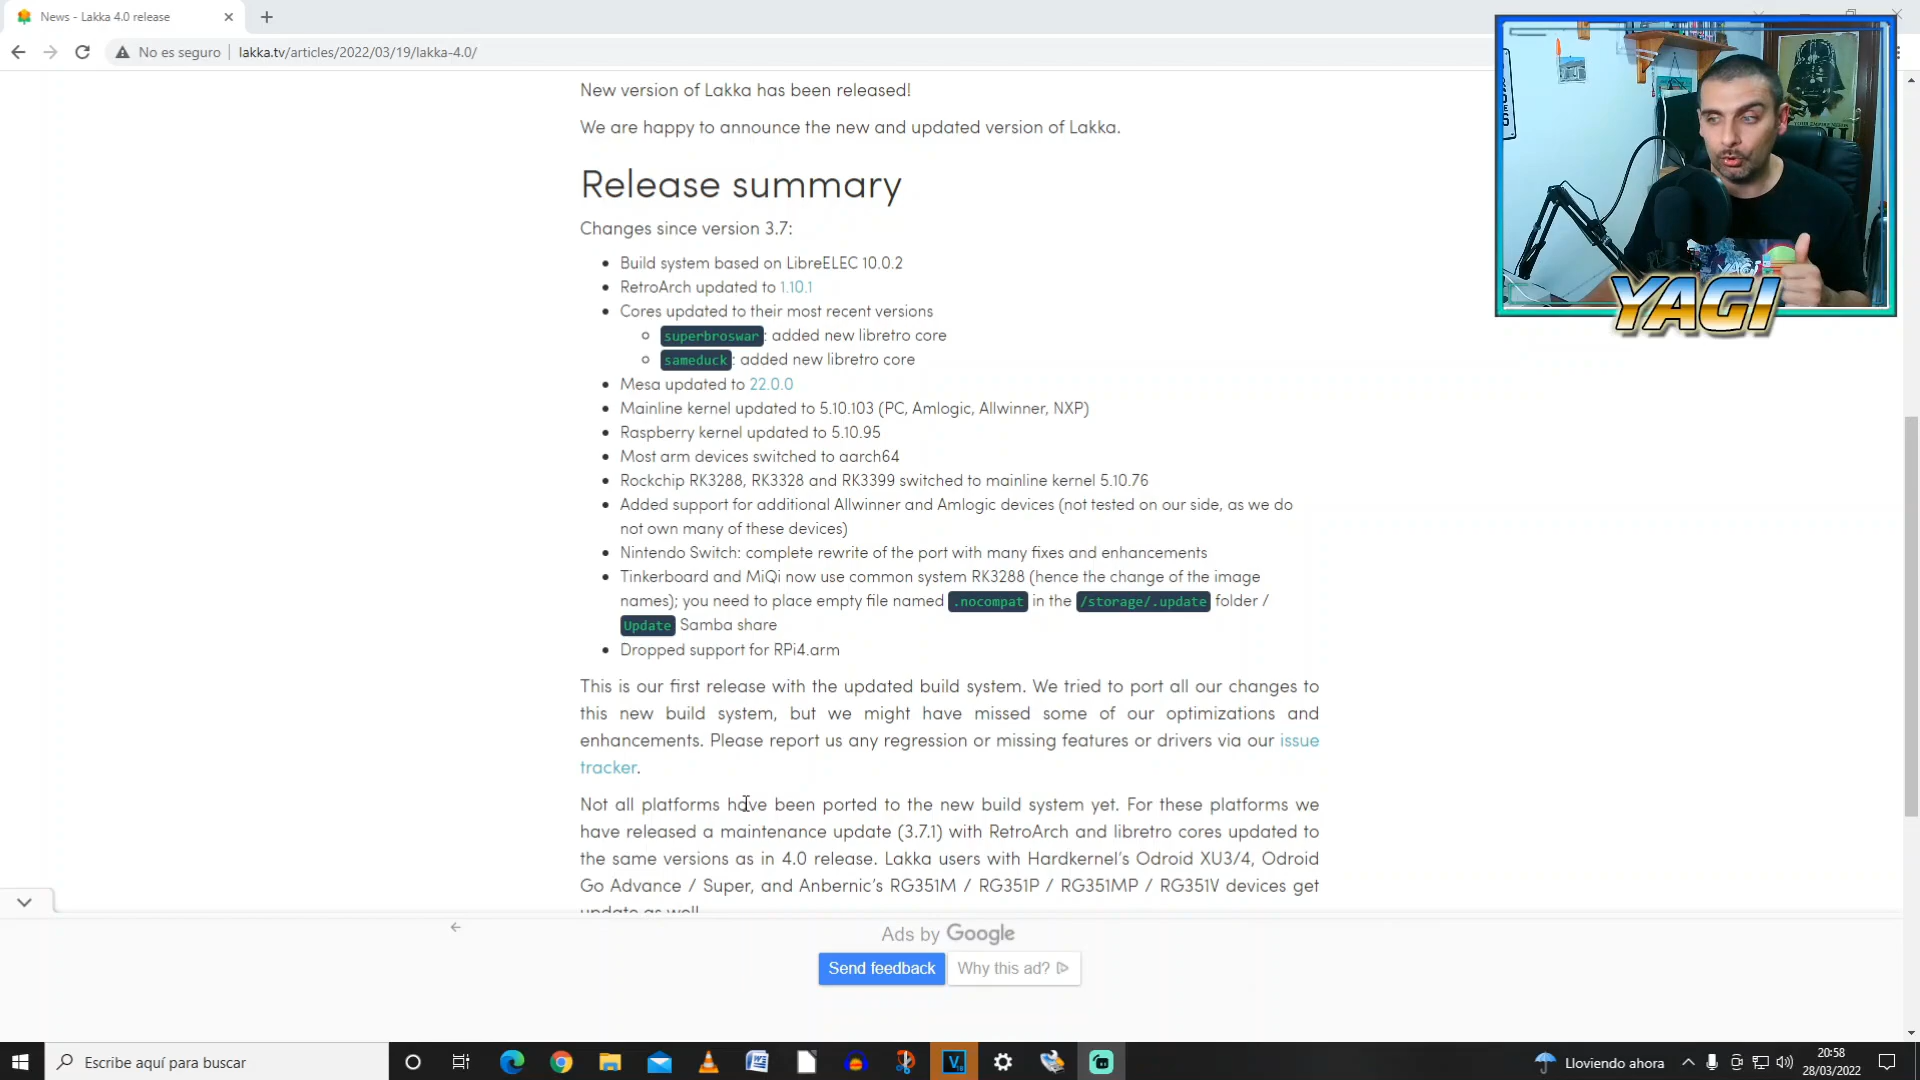 News - Lakka 4.0 release
No es seguro
lakka.tv/articles/2022/03/19/lakka-4.0/
New version of Lakka has been released!
We are happy to announce the new and updated version of Lakka.
Release summary
Changes since version 3.7:
Build system based on LibreELEC 10.0.2
RetroArch updated to 1.10.1
Cores updated to their most recent versions
superbroswar: added new libretro core
sameduck: added new libretro core
Mesa updated to 22.0.0
Mainline kernel updated to 5.10.103 (PC, Amlogic, Allwinner, NXP)
Raspberry kernel updated to 5.10.95
Most arm devices switched to aarch64
Rockchip RK3288, RK3328 and RK3399 switched to mainline kernel 5.10.76
Added support for additional Allwinner and Amlogic devices (not tested on our side, as we do
not own many of these devices)
Nintendo Switch: complete rewrite of the port with many fixes and enhancements
Tinkerboard and MiQi now use common system RK3288 (hence the change of the image
names); you need to place empty file named .nocompat in the /storage/.update folder /
Update Samba share
Dropped support for RPi4.arm
This is our first release with the updated build system. We tried to port all our changes to
this new build system, but we might have missed some of our optimizations and
enhancements. Please report us any regression or missing features or drivers via our issue
tracker.
Not all platforms have been ported to the new build system yet. For these platforms we
have released a maintenance update (3.7.1) with RetroArch and libretro cores updated to
the same versions as in 4.0 release. Lakka users with Hardkernel's Odroid XU3/4, Odroid
Go Advance / Super, and Anbernic's RG351M / RG351P / RG351MP / RG351V devices get
update as well.
YAGI
Ads by Google
Send feedback
Why this ad?
Escribe aquí para buscar
Lloviendo ahora
20:58
28/03/2022